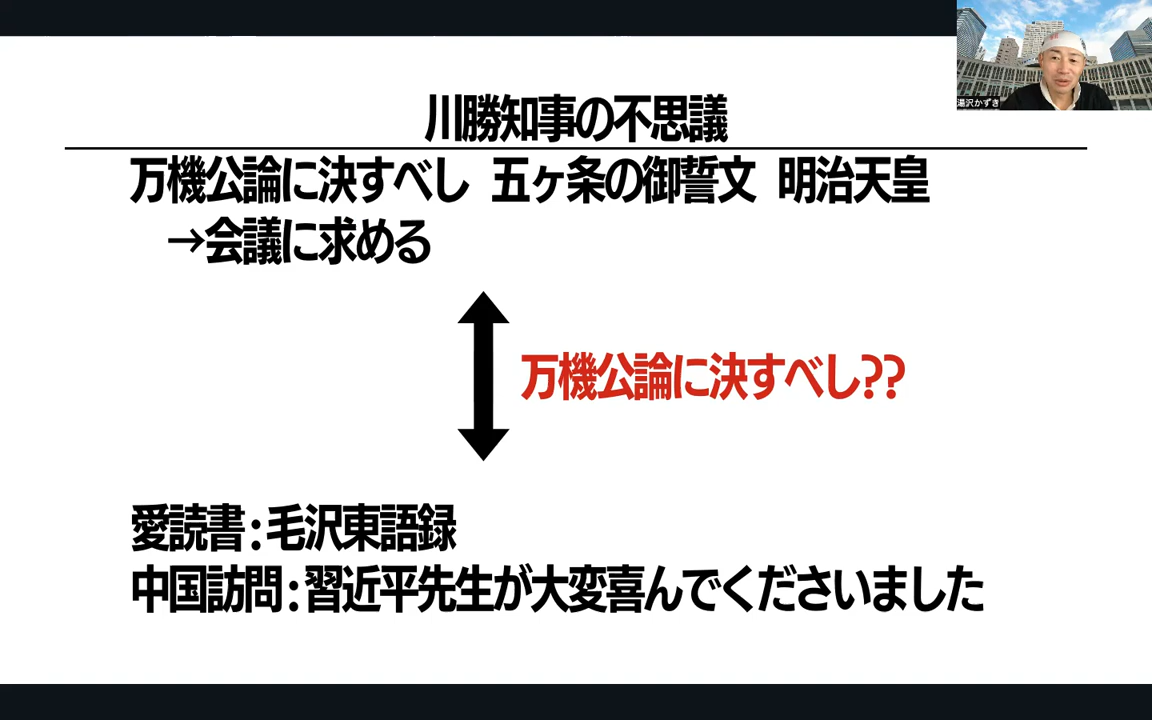 川勝知事の不思議
湯沢かずき
万機公論に決すべし 五ヶ条の御誓文 明治天皇
→会議に求める
万機公論に決すべし??
愛読書:毛沢東語録
中国訪問:習近平先生が大変喜んでくださいました